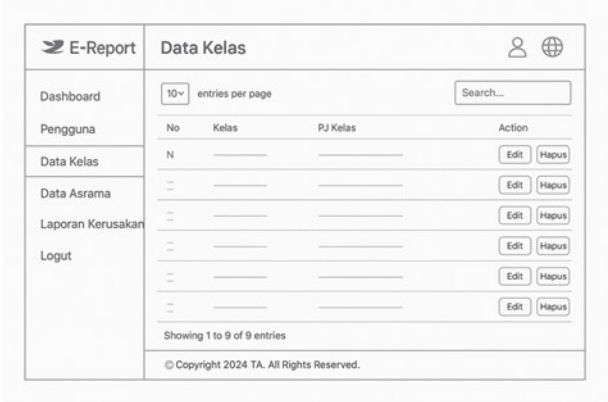 E-Report
Data Kelas
Dashboard
Pengguna
Data Kelas
Data Asrama
Laporan Kerusakan
Logut
10 entries per page
Search...
No Kelas PJ Kelas Action
N Edit Hapus
Edit Hapus
Edit Hapus
Edit Hapus
Edit Hapus
Edit Hapus
Showing 1 to 9 of 9 entries
© Copyright 2024 TA. All Rights Reserved.